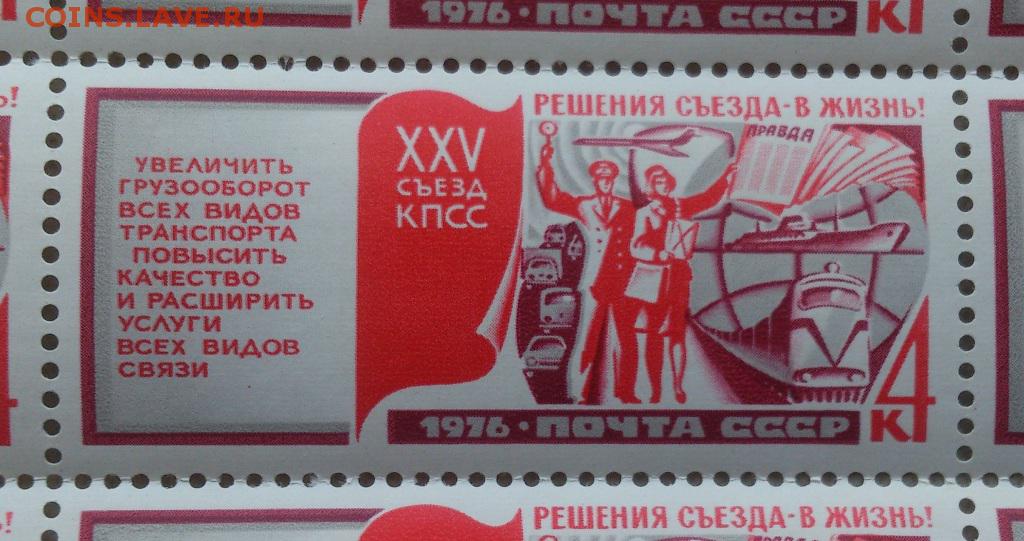 COINS.LAVE.RU
1976 · ПОЧТА СССР К
РЕШЕНИЯ СЪЕЗДА-В ЖИЗНЬ!
ПРАВДА
XXV
СЪЕЗД
КПСС
УВЕЛИЧИТЬ
ГРУЗООБОРОТ
ВСЕХ ВИДОВ
ТРАНСПОРТА
ПОВЫСИТЬ
КАЧЕСТВО
И РАСШИРИТЬ
УСЛУГИ
ВСЕХ ВИДОВ
СВЯЗИ
4
1976 · ПОЧТА СССР К
РЕШЕНИЯ СЪЕЗДА-В ЖИЗНЬ!